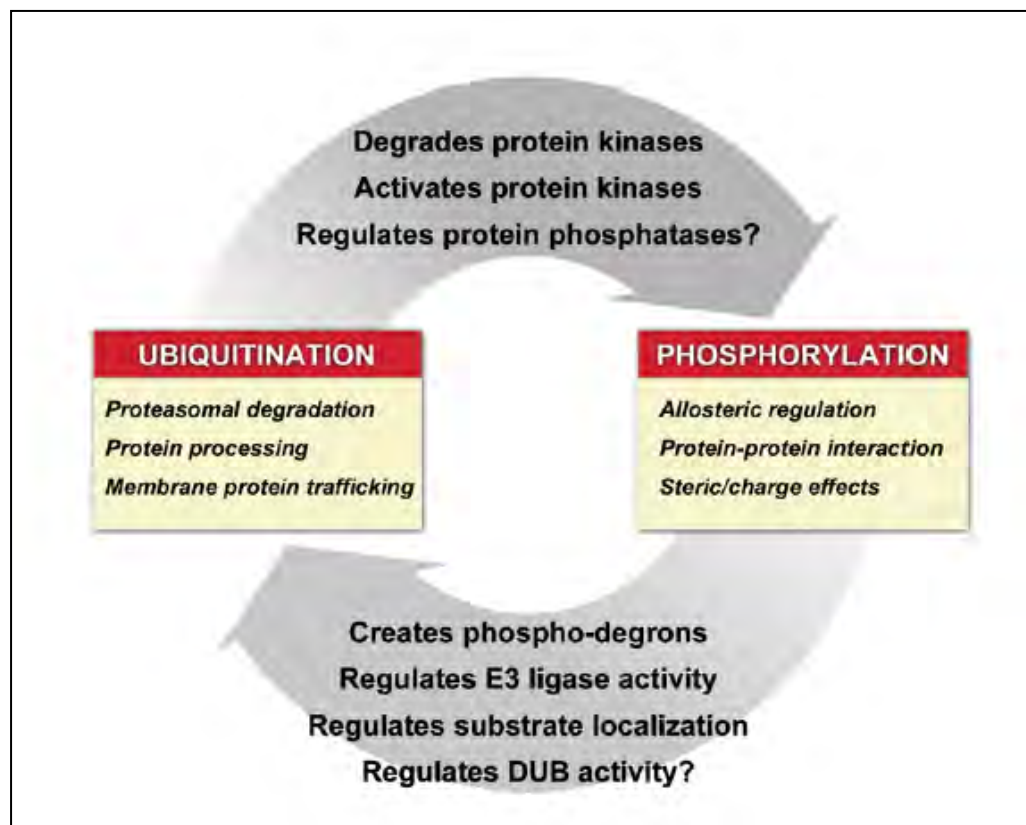 Degrades protein kinases
Activates protein kinases
Regulates protein phosphatases?
UBIQUITINATION
Proteasomal degradation
Protein processing
Membrane protein trafficking
PHOSPHORYLATION
Allosteric regulation
Protein-protein interaction
Steric/charge effects
Creates phospho-degrons
Regulates E3 ligase activity
Regulates substrate localization
Regulates DUB activity?